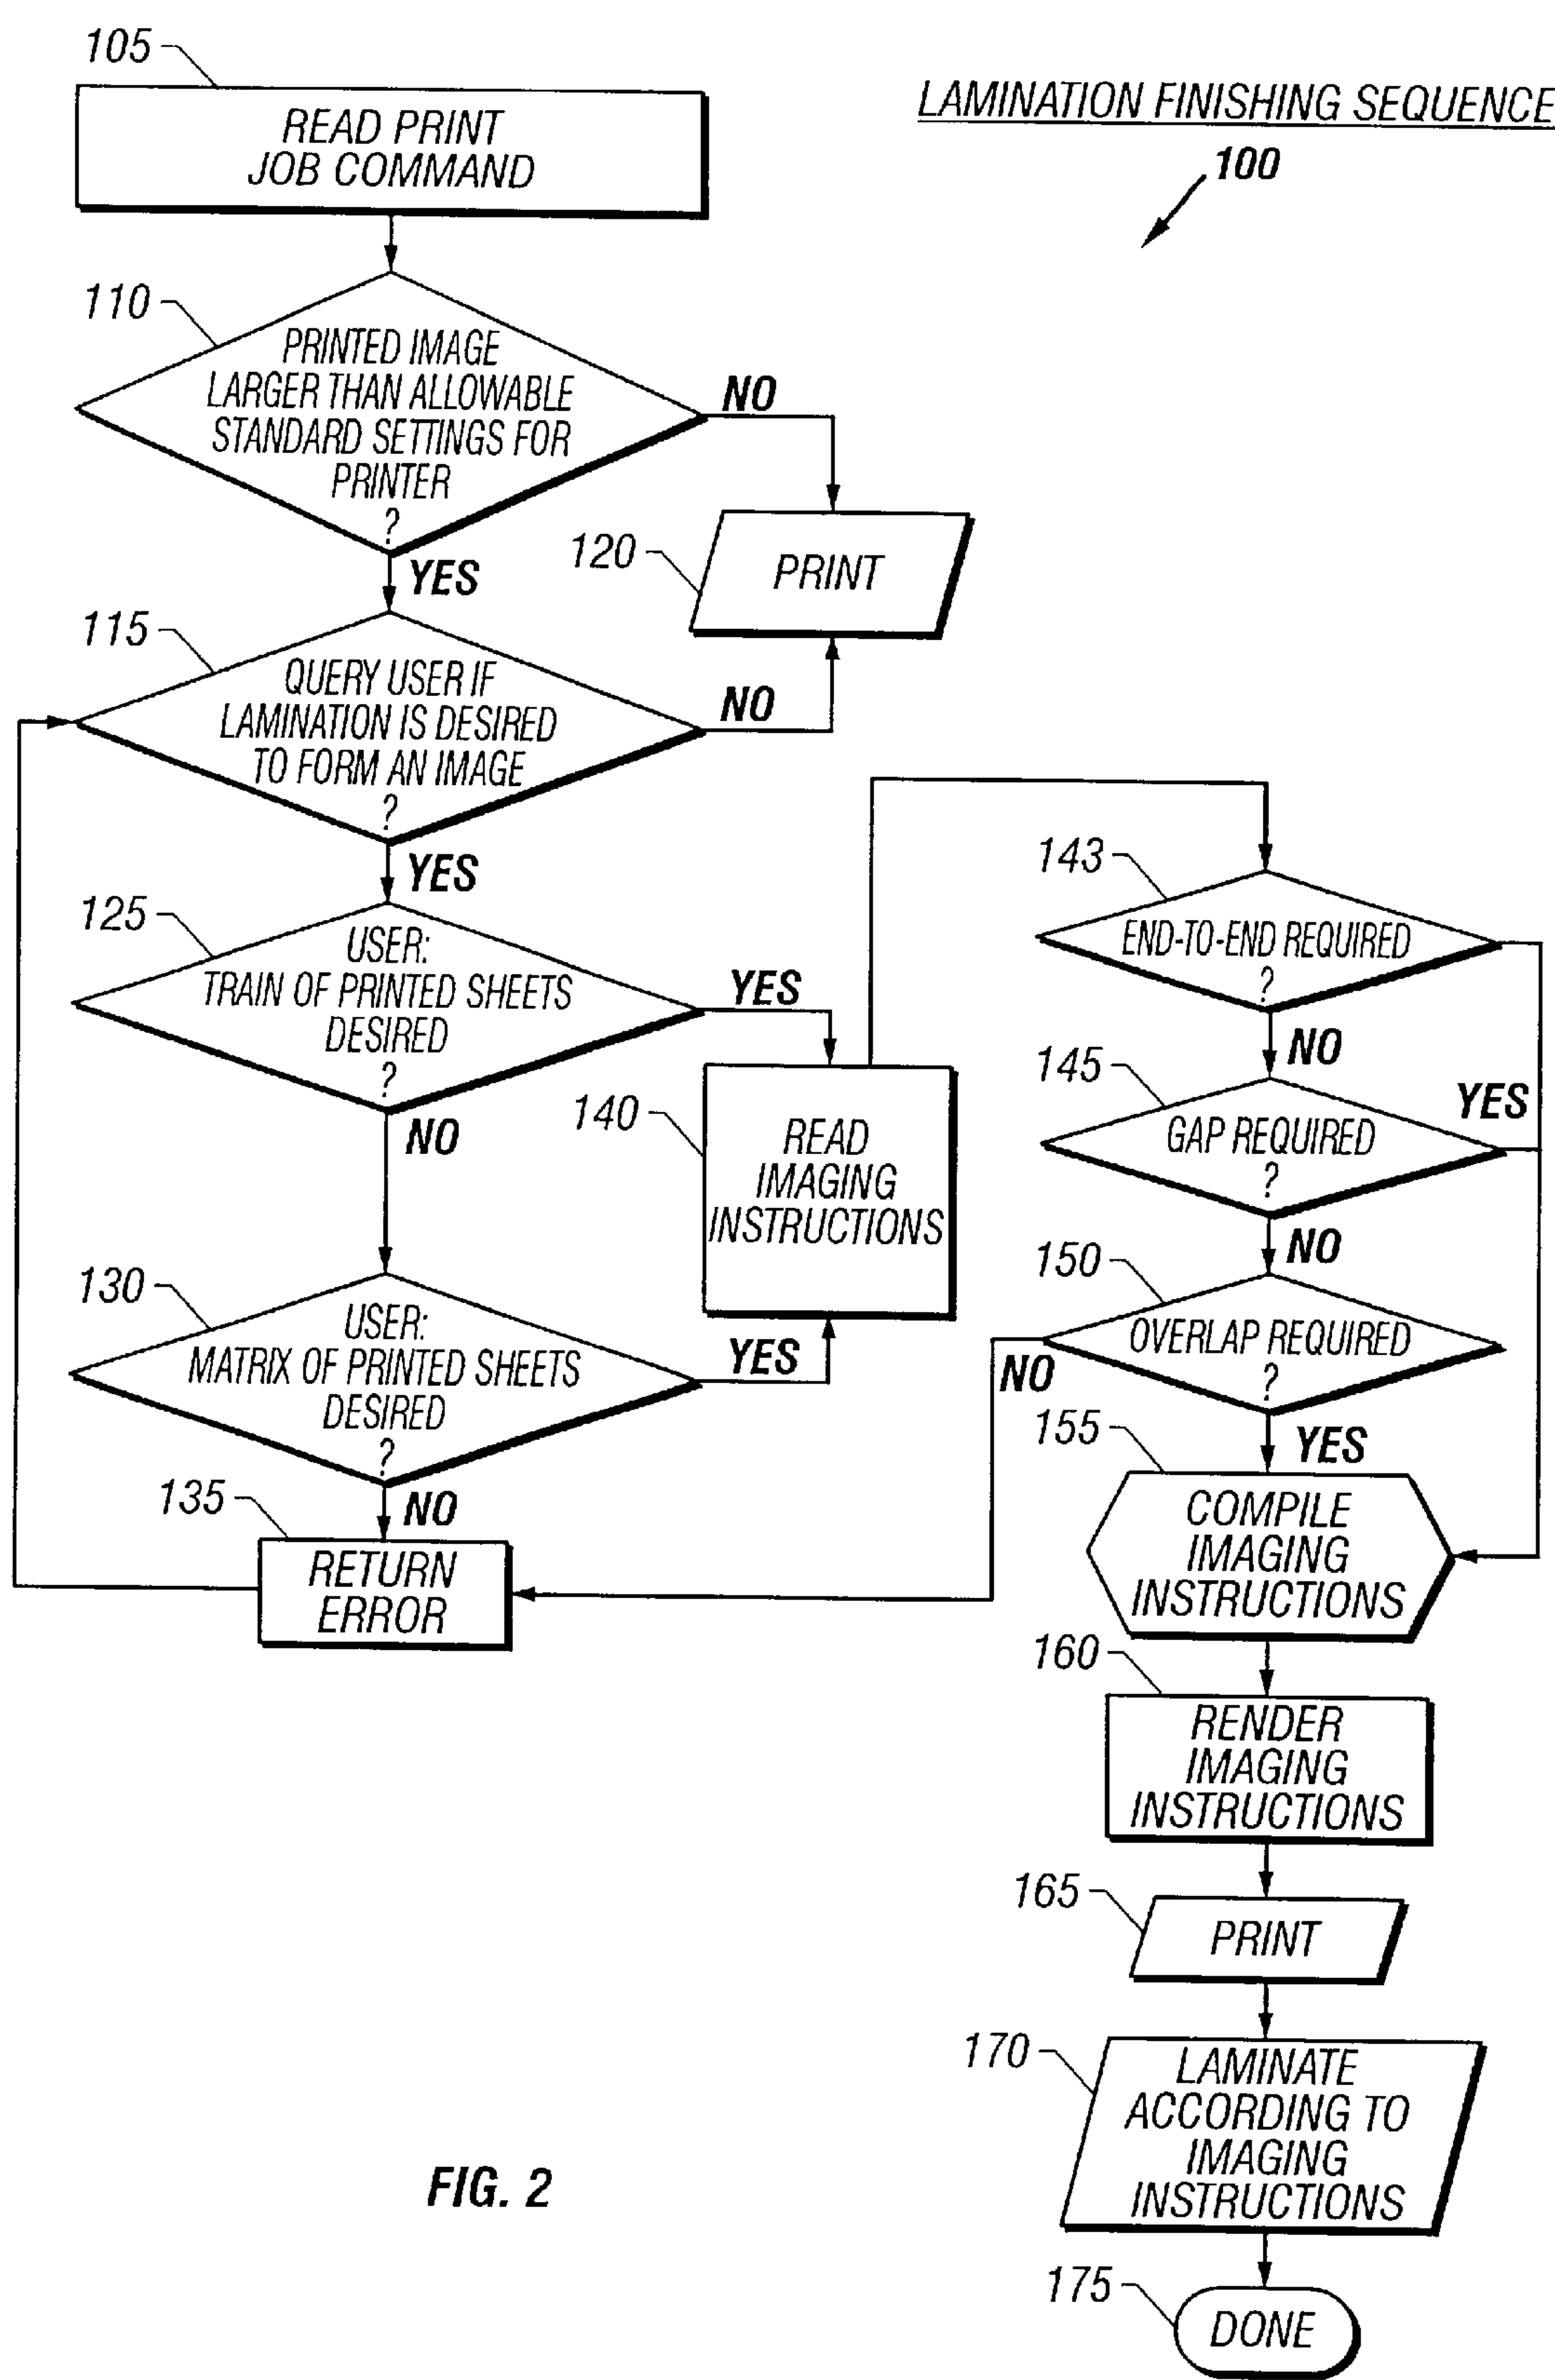 LAMINATION FINISHING SEQUENCE
100
105
READ PRINT
JOB COMMAND
110
PRINTED IMAGE
LARGER THAN ALLOWABLE
STANDARD SETTINGS FOR
PRINTER
?
NO
YES
120
PRINT
115
QUERY USER IF
LAMINATION IS DESIRED
TO FORM AN IMAGE
?
NO
YES
125
USER:
TRAIN OF PRINTED SHEETS
DESIRED
?
YES
NO
130
USER:
MATRIX OF PRINTED SHEETS
DESIRED
?
YES
NO
135
RETURN
ERROR
140
READ
IMAGING
INSTRUCTIONS
143
END-TO-END REQUIRED
?
NO
145
GAP REQUIRED
?
YES
NO
150
OVERLAP REQUIRED
?
NO
YES
155
COMPILE
IMAGING
INSTRUCTIONS
160
RENDER
IMAGING
INSTRUCTIONS
165
PRINT
170
LAMINATE
ACCORDING TO
IMAGING
INSTRUCTIONS
175
DONE
FIG. 2